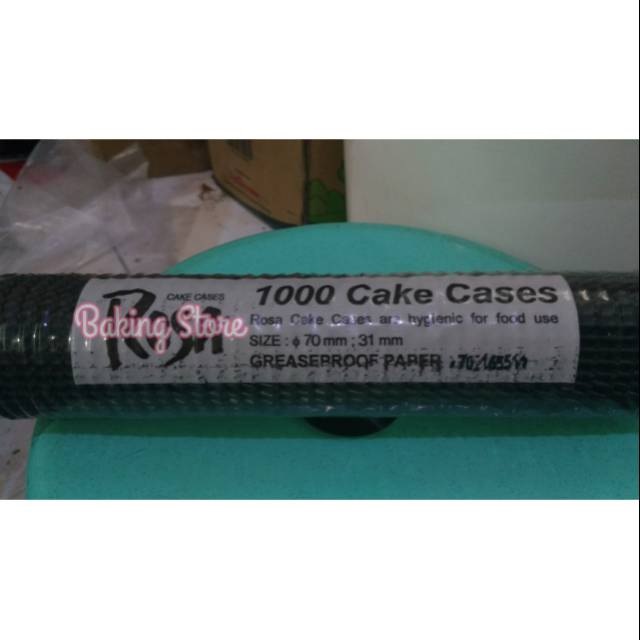 CAKE CASES
Rosa
Baking Store
1000 Cake Cases
Rosa Cake Cases are hygienic for food use
SIZE : ϕ 70 mm ; 31 mm
GREASEPROOF PAPER